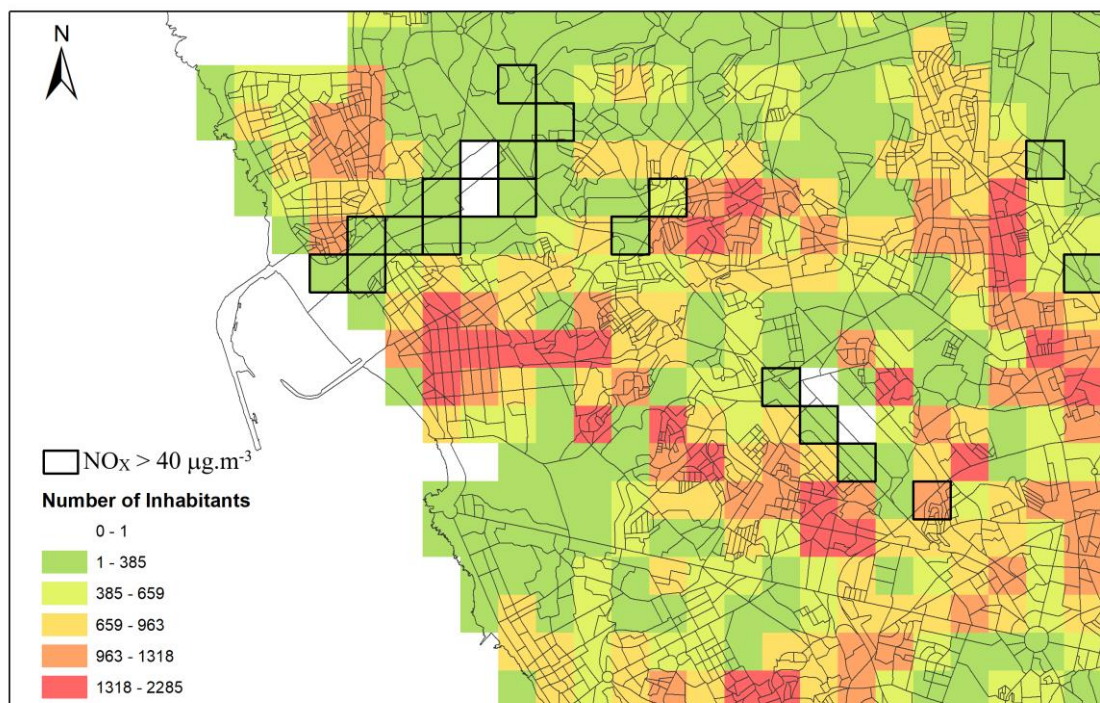 N
NOX > 40 µg.m-3
Number of Inhabitants
0 - 1
1 - 385
385 - 659
659 - 963
963 - 1318
1318 - 2285